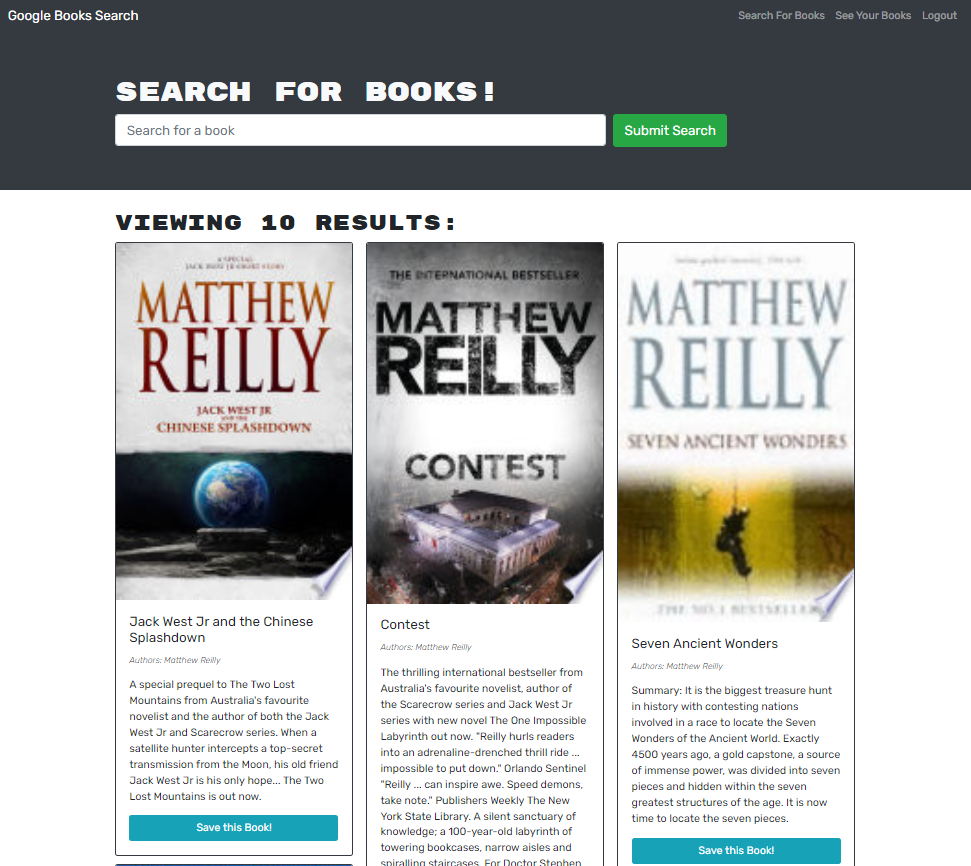 Google Books Search
Search For Books See Your Books Logout
SEARCH FOR BOOKS!
Search for a book
Submit Search
VIEWING 10 RESULTS:
A SPECIAL
JACK WEST JR SHORT STORY
MATTHEW
REILLY
JACK WEST JR
AND THE
CHINESE SPLASHDOWN
Jack West Jr and the Chinese
Splashdown
Authors: Matthew Reilly
A special prequel to The Two Lost
Mountains from Australia's favourite
novelist and the author of both the Jack
West Jr and Scarecrow series. When a
satellite hunter intercepts a top-secret
transmission from the Moon, his old friend
Jack West Jr is his only hope... The Two
Lost Mountains is out now.
Save this Book!
THE INTERNATIONAL BESTSELLER
MATTHEW
REILLY
CONTEST
Contest
Authors: Matthew Reilly
The thrilling international bestseller from
Australia's favourite novelist, author of
the Scarecrow series and Jack West Jr
series with new novel The One Impossible
Labyrinth out now. "Reilly hurls readers
into an adrenaline-drenched thrill ride ...
impossible to put down." Orlando Sentinel
"Reilly ... can inspire awe. Speed demons,
take note." Publishers Weekly The New
York State Library. A silent sanctuary of
knowledge; a 100-year-old labyrinth of
towering bookcases, narrow aisles and
spiralling staircases. For Doctor Stephen
MATTHEW
REILLY
SEVEN ANCIENT WONDERS
THE NO.1 BESTSELLER
Seven Ancient Wonders
Authors: Matthew Reilly
Summary: It is the biggest treasure hunt
in history with contesting nations
involved in a race to locate the Seven
Wonders of the Ancient World. Exactly
4500 years ago, a gold capstone, a source
of immense power, was divided into seven
pieces and hidden within the seven
greatest structures of the age. It is now
time to locate the seven pieces.
Save this Book!